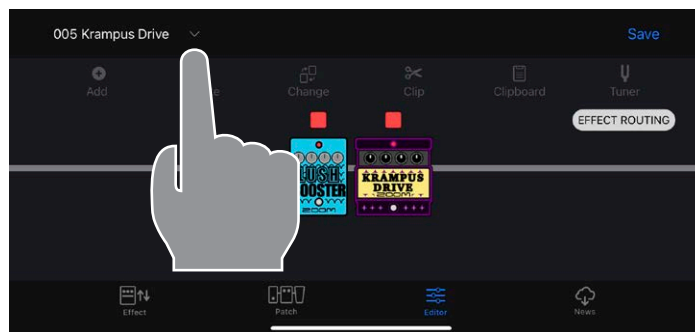 005 Krampus Drive
Save
Add
Change
Clip
Clipboard
Tuner
EFFECT ROUTING
BOOSTER
ZOOM
KRAMPUS
DRIVE
ZOOM
Effect
Patch
Editor
News